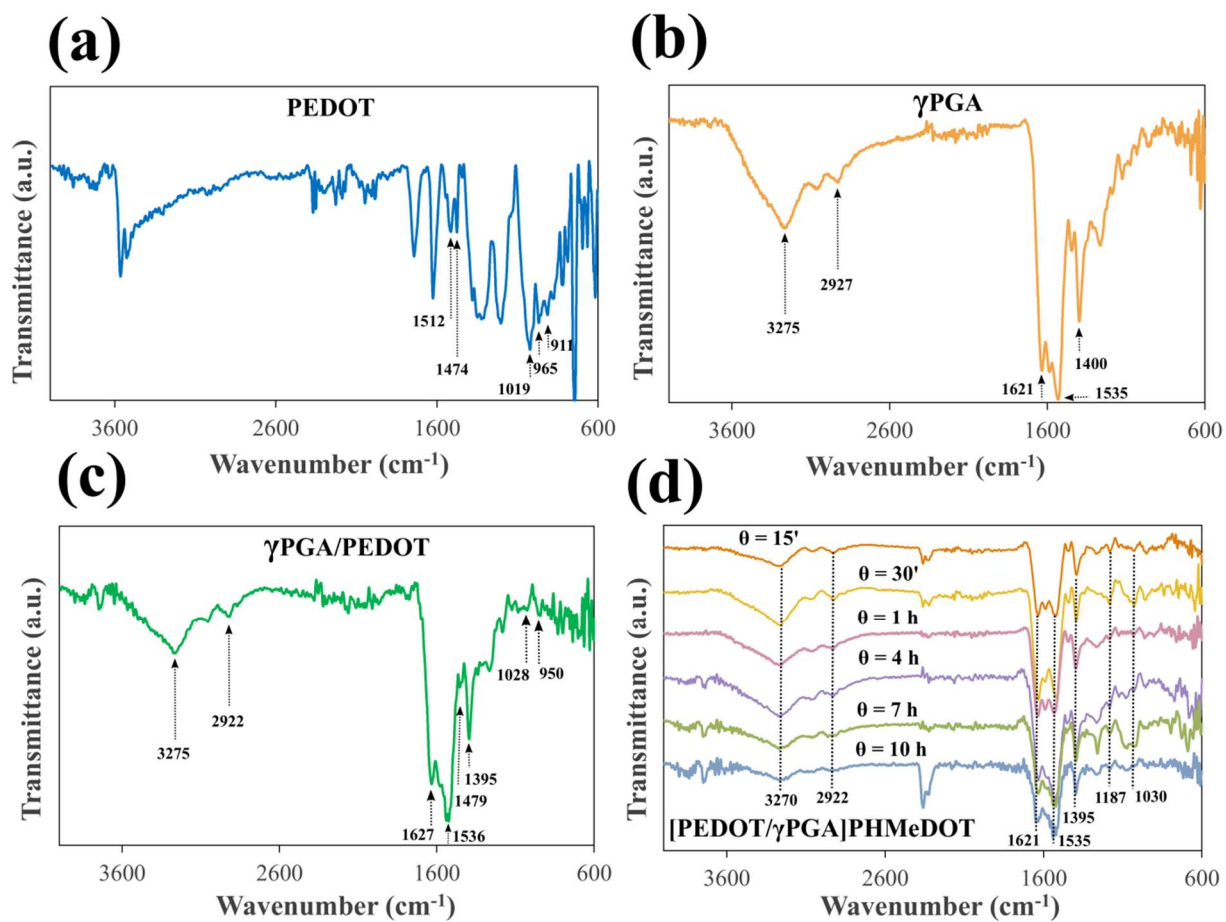 (a)
PEDOT
Transmittance (a.u.)
1512
1474
1019
965
911
3600
2600
1600
600
Wavenumber (cm⁻¹)
(b)
γPGA
Transmittance (a.u.)
3275
2927
1621
1535
1400
3600
2600
1600
600
Wavenumber (cm⁻¹)
(c)
γPGA/PEDOT
Transmittance (a.u.)
3275
2922
1627
1536
1479
1395
1028
950
3600
2600
1600
600
Wavenumber (cm⁻¹)
(d)
Transmittance (a.u.)
θ = 15'
θ = 30'
θ = 1 h
θ = 4 h
θ = 7 h
θ = 10 h
3270
2922
1621
1535
1395
1187
1030
[PEDOT/γPGA]PHMeDOT
3600
2600
1600
600
Wavenumber (cm⁻¹)